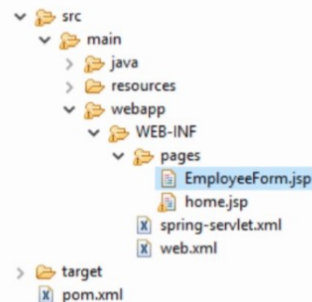 src
main
java
resources
webapp
WEB-INF
pages
EmployeeForm.jsp
home.jsp
spring-servlet.xml
web.xml
target
pom.xml